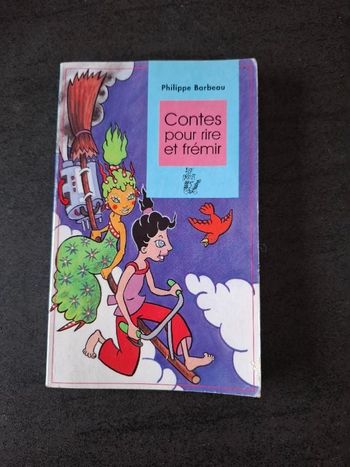 Philippe Barbeau
Contes
pour rire
et frémir